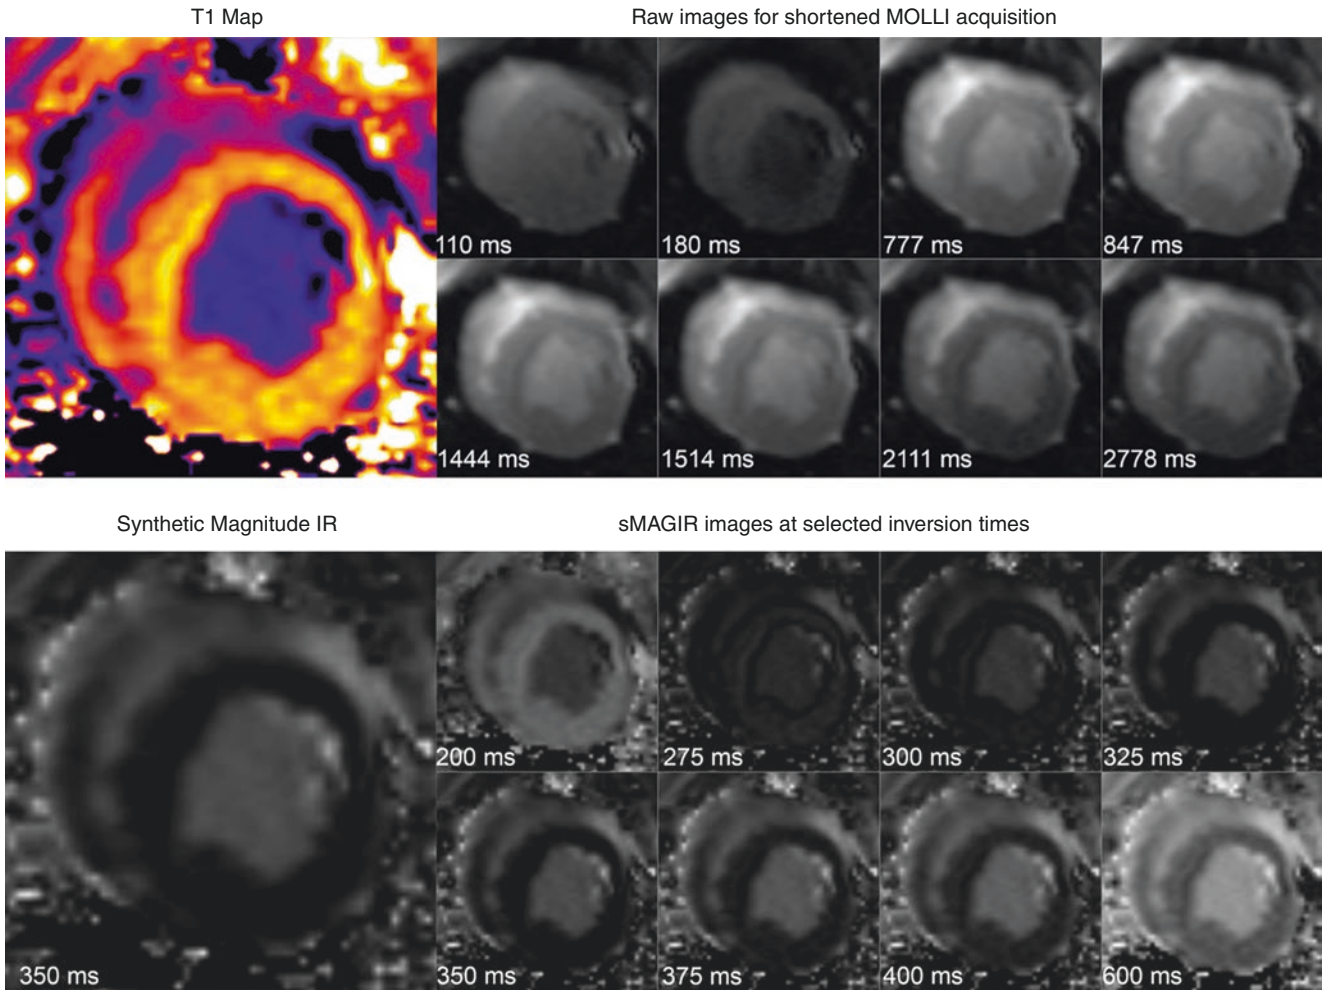 T1 Map
Raw images for shortened MOLLI acquisition
110 ms
180 ms
777 ms
847 ms
1444 ms
1514 ms
2111 ms
2778 ms
Synthetic Magnitude IR
sMAGIR images at selected inversion times
350 ms
200 ms
275 ms
300 ms
325 ms
350 ms
375 ms
400 ms
600 ms